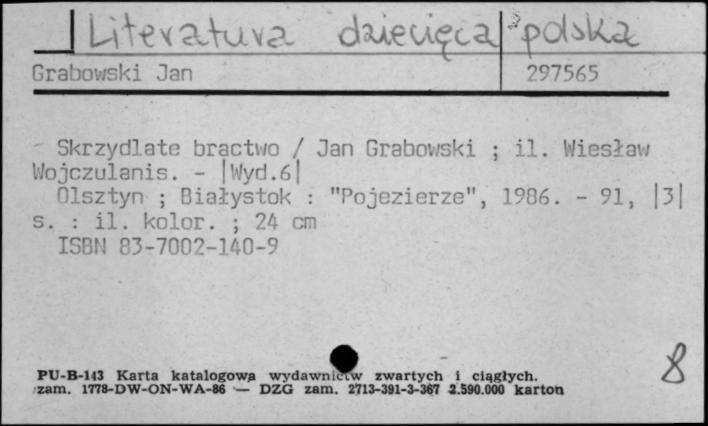 Literatura dziecięca polska
Grabowski Jan 297565
- Skrzydlate bractwo / Jan Grabowski ; il. Wiesław
Wojczulanis. - |Wyd.6|
Olsztyn ; Białystok : "Pojezierze", 1986. - 91, |3|
s. : il. kolor. ; 24 cm
ISBN 83-7002-140-9
8
PU-B-143 Karta katalogowa wydawnictw zwartych i ciągłych.
zam. 1778-DW-ON-WA-86 — DZG zam. 2713-391-3-367 2.590.000 karton